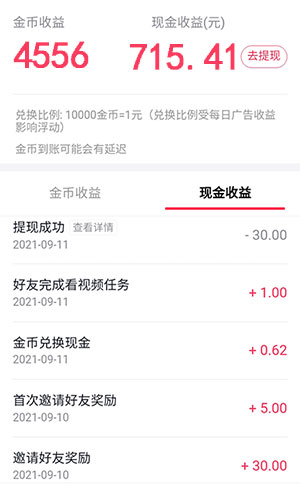 金币收益
现金收益(元)
4556
715.41
去提现
兑换比例: 10000金币=1元（兑换比例受每日广告收益
影响浮动）
金币到账可能会有延迟
金币收益
现金收益
提现成功 查看详情
- 30.00
2021-09-11
好友完成看视频任务
+ 1.00
2021-09-11
金币兑换现金
+ 0.62
2021-09-11
首次邀请好友奖励
+ 5.00
2021-09-10
邀请好友奖励
+ 30.00
2021-09-10